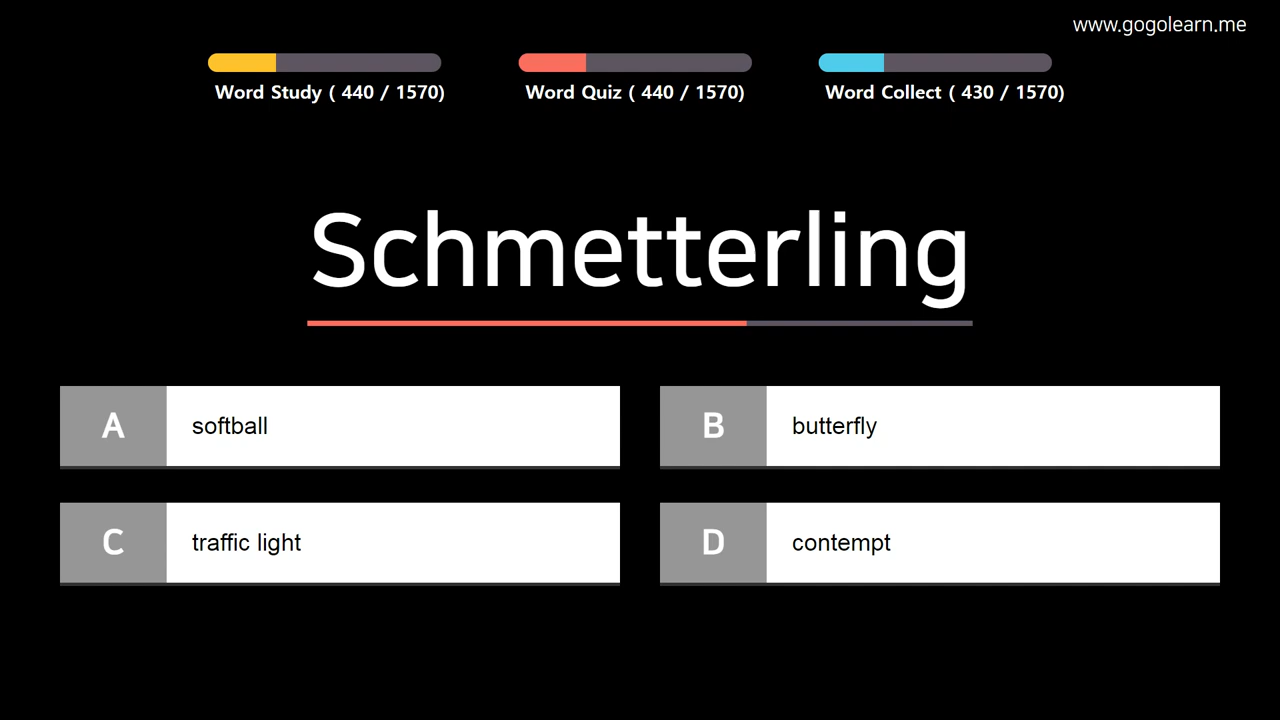 www.gogolearn.me
Word Study ( 440 / 1570)
Word Quiz ( 440 / 1570)
Word Collect ( 430 / 1570)
Schmetterling
A softball
B butterfly
C traffic light
D contempt